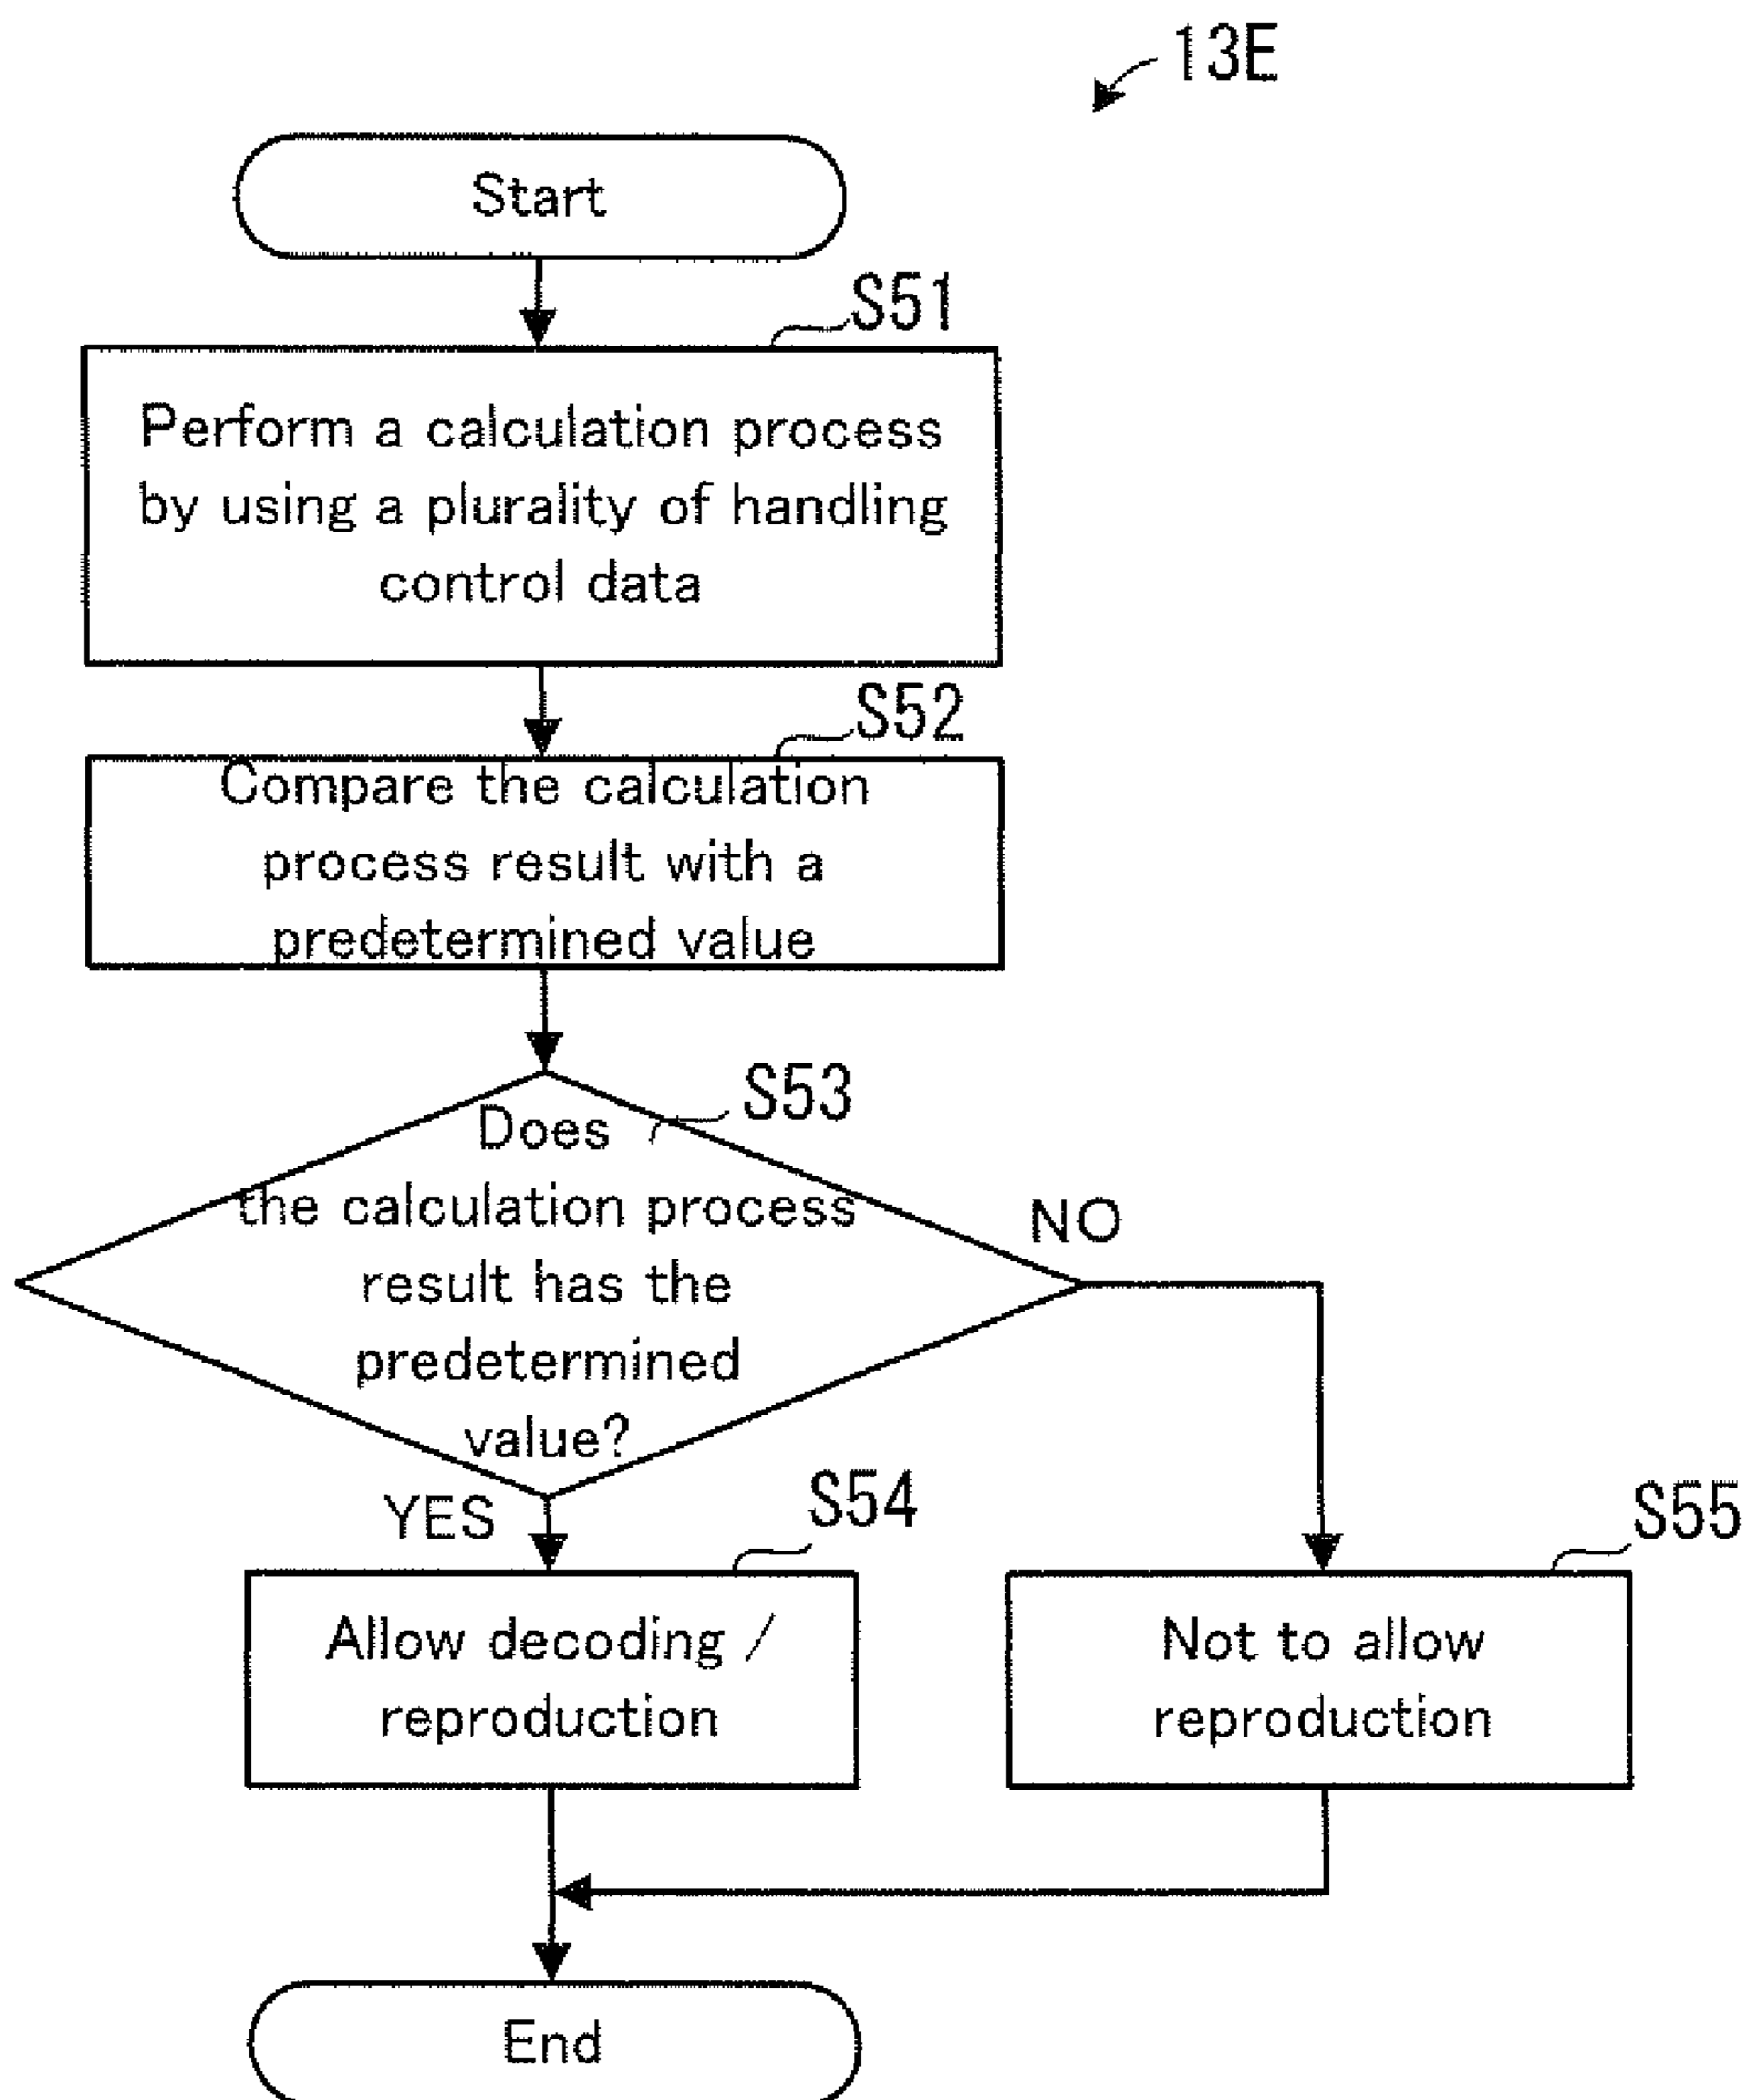 13E
Start
S51
Perform a calculation process
by using a plurality of handling
control data
S52
Compare the calculation
process result with a
predetermined value
S53
Does
the calculation process
result has the
predetermined
value?
NO
YES
S54
Allow decoding /
reproduction
S55
Not to allow
reproduction
End